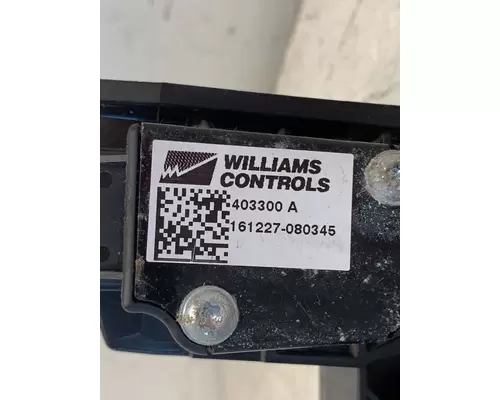 WILLIAMS
CONTROLS
403300 A
161227-080345